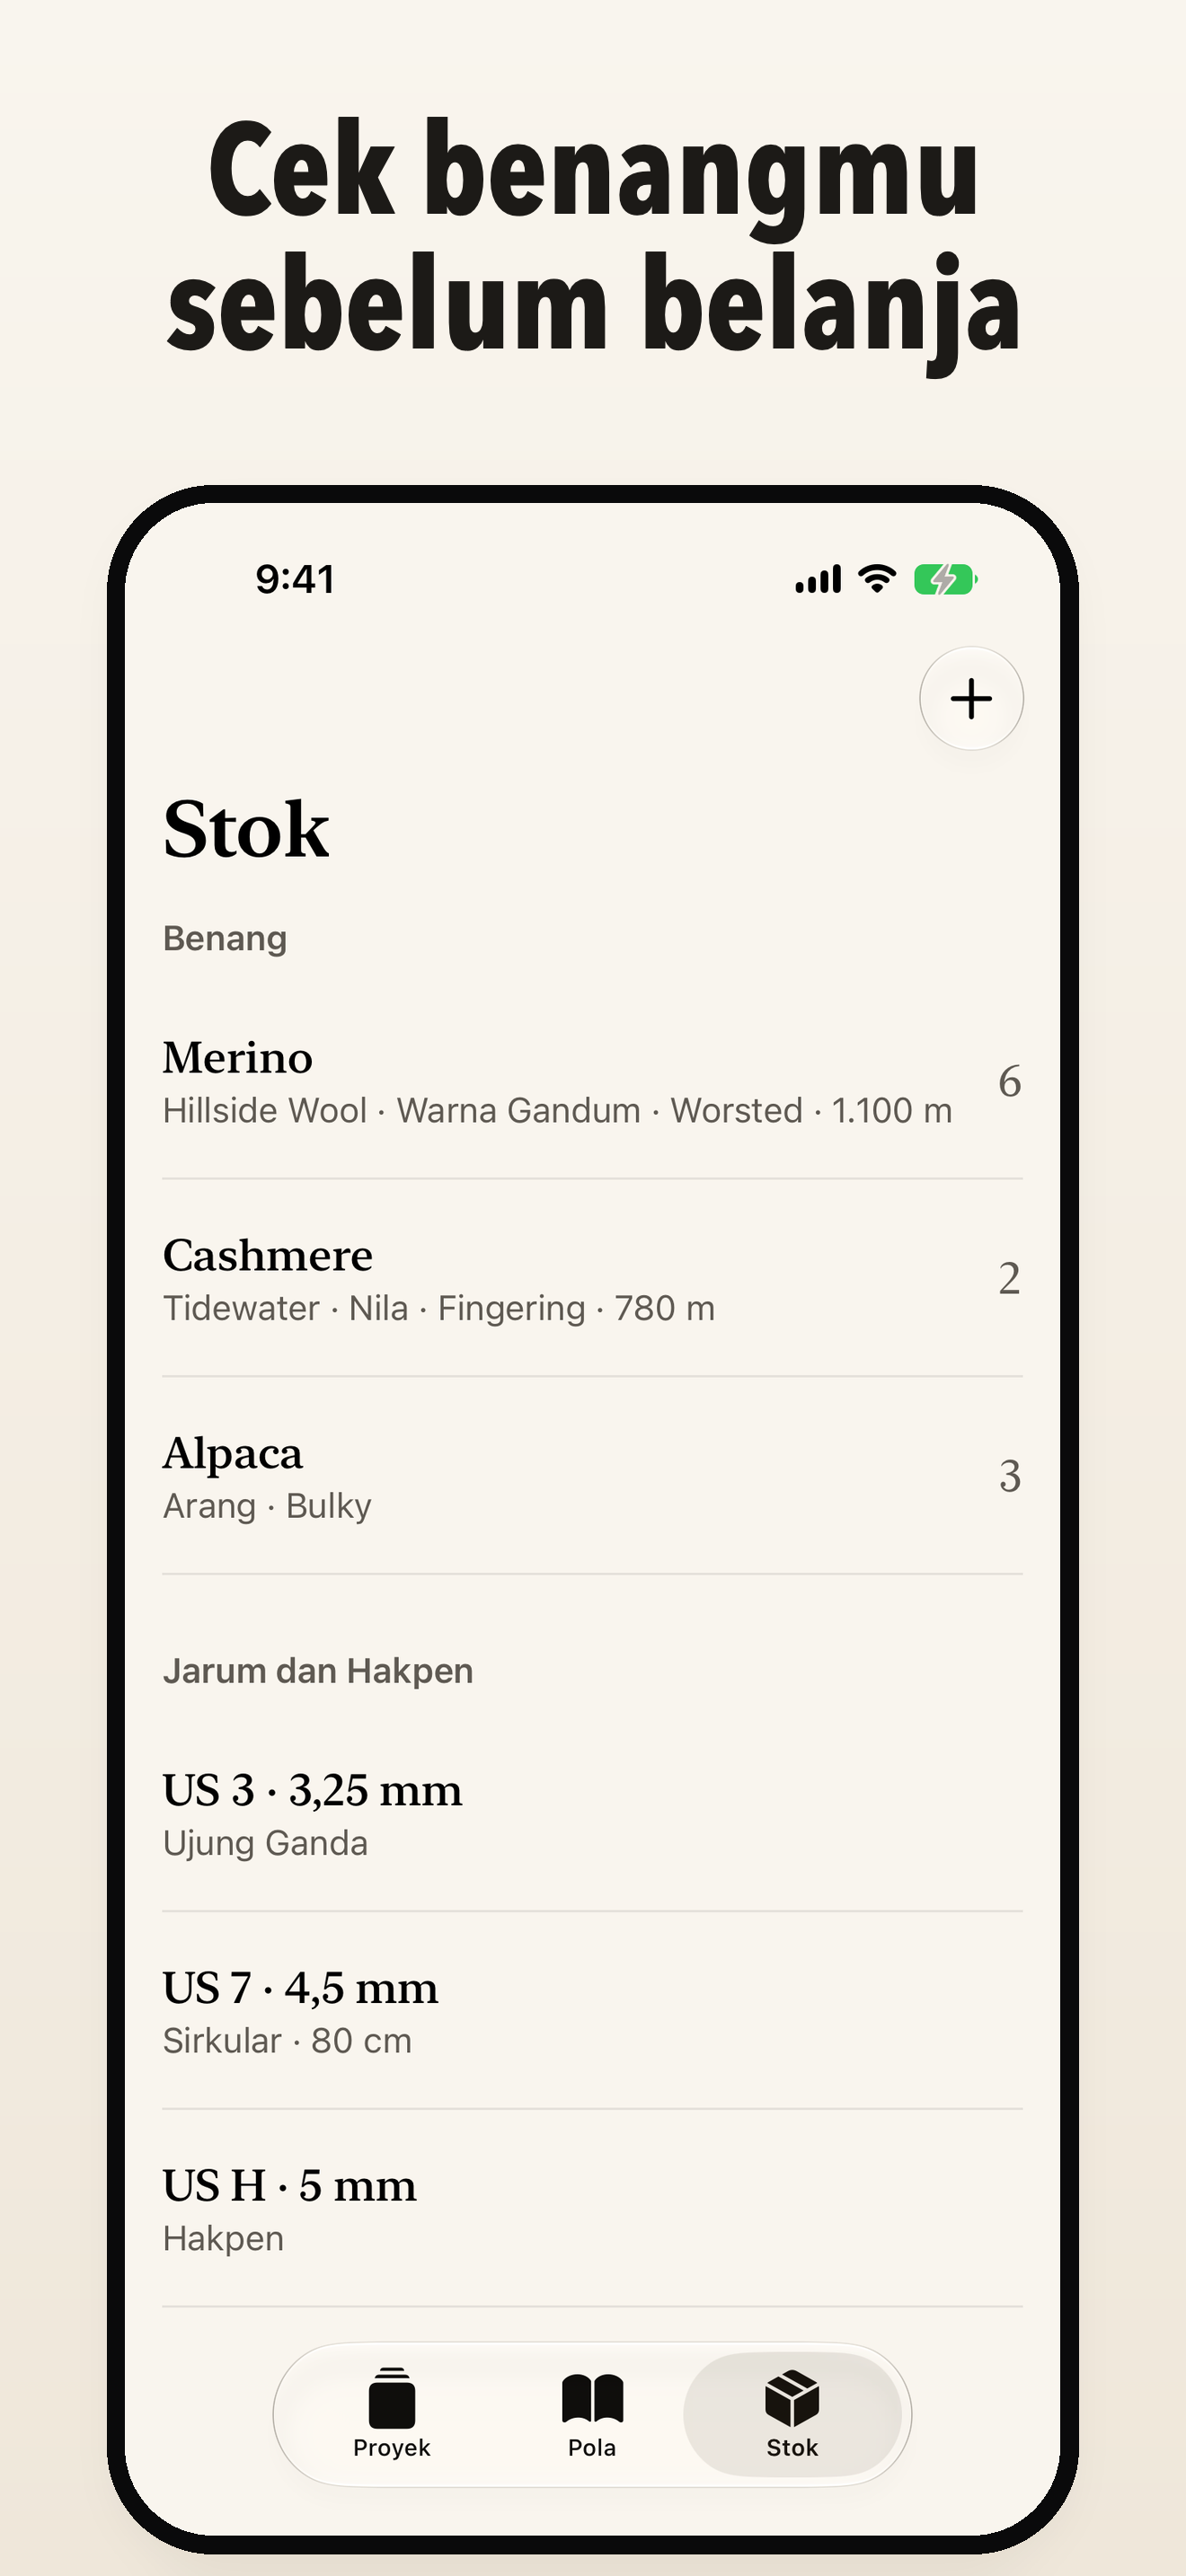 Cek benangmu
sebelum belanja
9:41
Stok
Benang
Merino
Hillside Wool · Warna Gandum · Worsted · 1.100 m
6
Cashmere
Tidewater · Nila · Fingering · 780 m
2
Alpaca
Arang · Bulky
3
Jarum dan Hakpen
US 3 · 3,25 mm
Ujung Ganda
US 7 · 4,5 mm
Sirkular · 80 cm
US H · 5 mm
Hakpen
Proyek
Pola
Stok